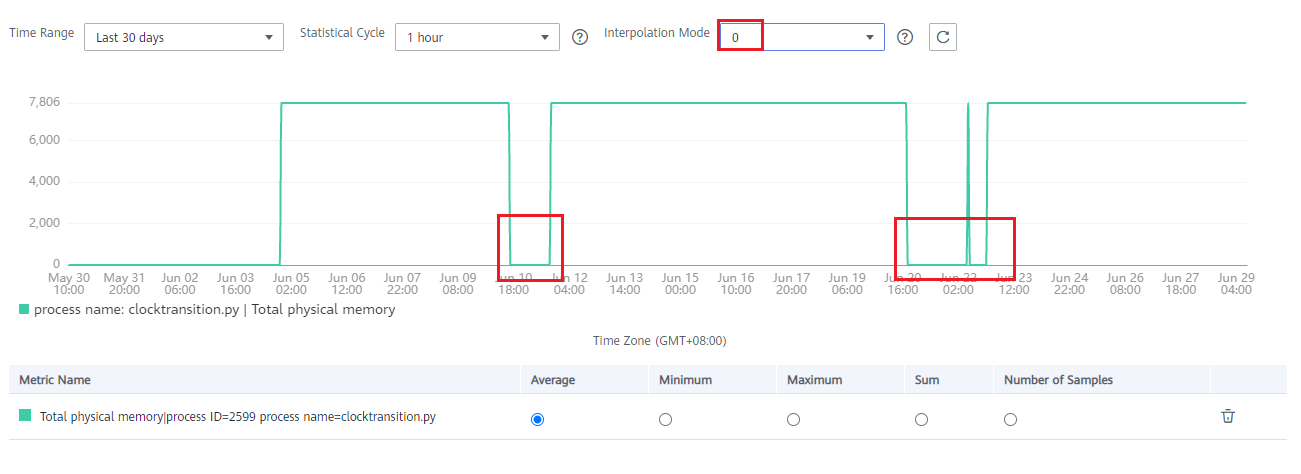 Time Range Last 30 days Statistical Cycle 1 hour ? Interpolation Mode 0 ?
7,806
6,000
4,000
2,000
0
May 30 May 31 Jun 02 Jun 03 Jun 05 Jun 06 Jun 07 Jun 09 Jun 10 Jun 12 Jun 13 Jun 15 Jun 16 Jun 17 Jun 19 Jun 20 Jun 22 Jun 23 Jun 24 Jun 26 Jun 27 Jun 29
10:00 20:00 06:00 16:00 02:00 12:00 22:00 08:00 18:00 04:00 14:00 00:00 10:00 20:00 06:00 16:00 02:00 12:00 22:00 08:00 18:00 04:00
process name: clocktransition.py | Total physical memory
Time Zone (GMT+08:00)
Metric Name Average Minimum Maximum Sum Number of Samples
Total physical memory|process ID=2599 process name=clocktransition.py